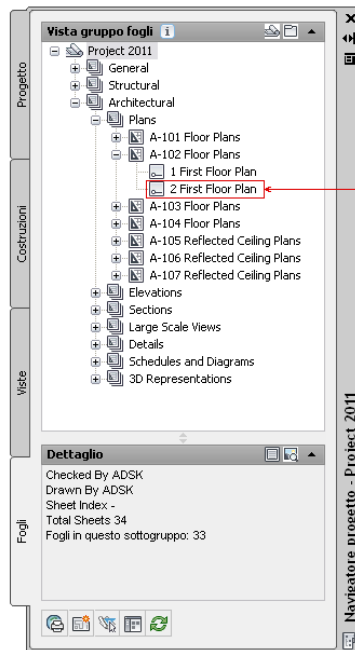 Vista gruppo fogli
Project 2011
General
Structural
Architectural
Plans
A-101 Floor Plans
A-102 Floor Plans
1 First Floor Plan
2 First Floor Plan
A-103 Floor Plans
A-104 Floor Plans
A-105 Reflected Ceiling Plans
A-106 Reflected Ceiling Plans
A-107 Reflected Ceiling Plans
Elevations
Sections
Large Scale Views
Details
Schedules and Diagrams
3D Representations
Dettaglio
Checked By ADSK
Drawn By ADSK
Sheet Index -
Total Sheets 34
Fogli in questo sottogruppo: 33
Progetto
Costruzioni
Viste
Fogli
Navigatore progetto - Project 2011